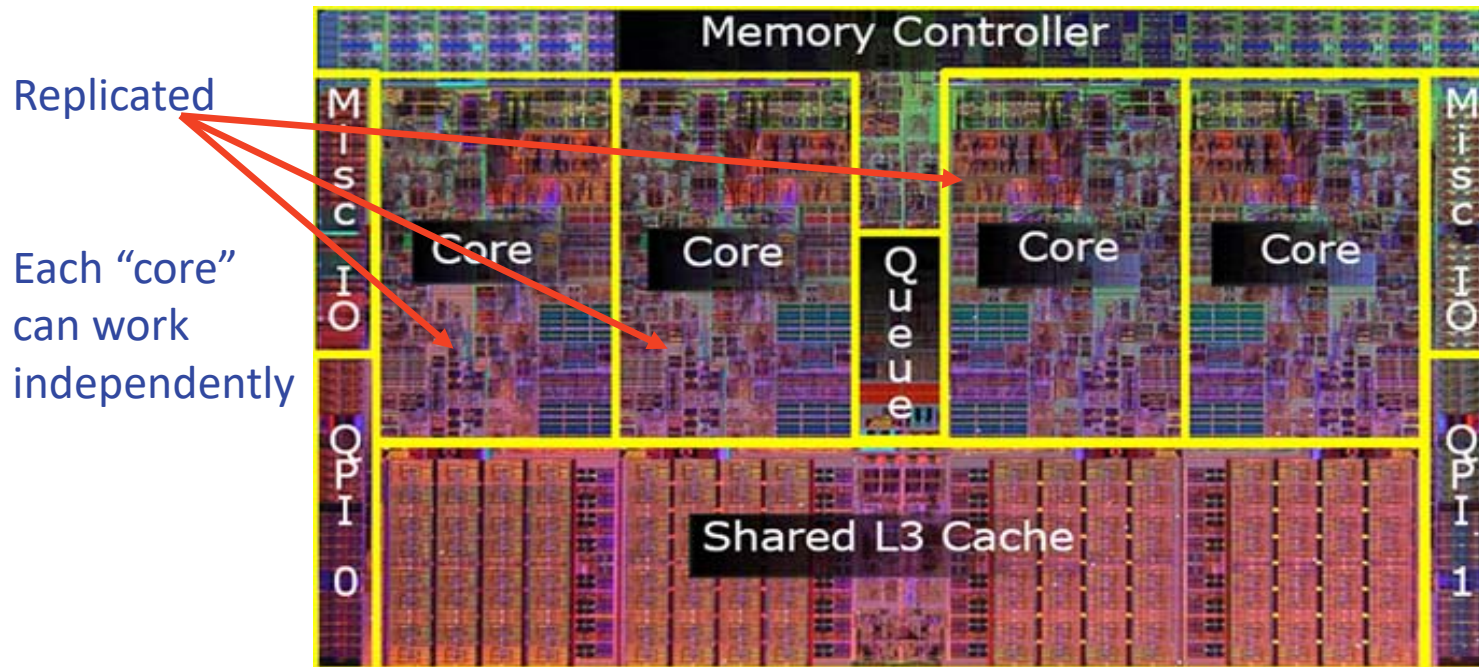 Memory Controller
Replicated
Each “core”
can work
independently
Misc IO
Core
Core
Queue
Core
Core
Misc IO
QPI 0
Shared L3 Cache
QPI 1